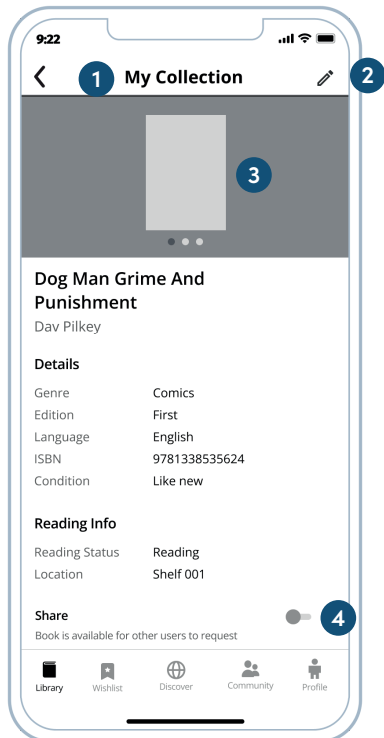 9:22
1 My Collection 2
3
Dog Man Grime And
Punishment
Dav Pilkey
Details
Genre Comics
Edition First
Language English
ISBN 9781338535624
Condition Like new
Reading Info
Reading Status Reading
Location Shelf 001
Share 4
Book is available for other users to request
Library Wishlist Discover Community Profile